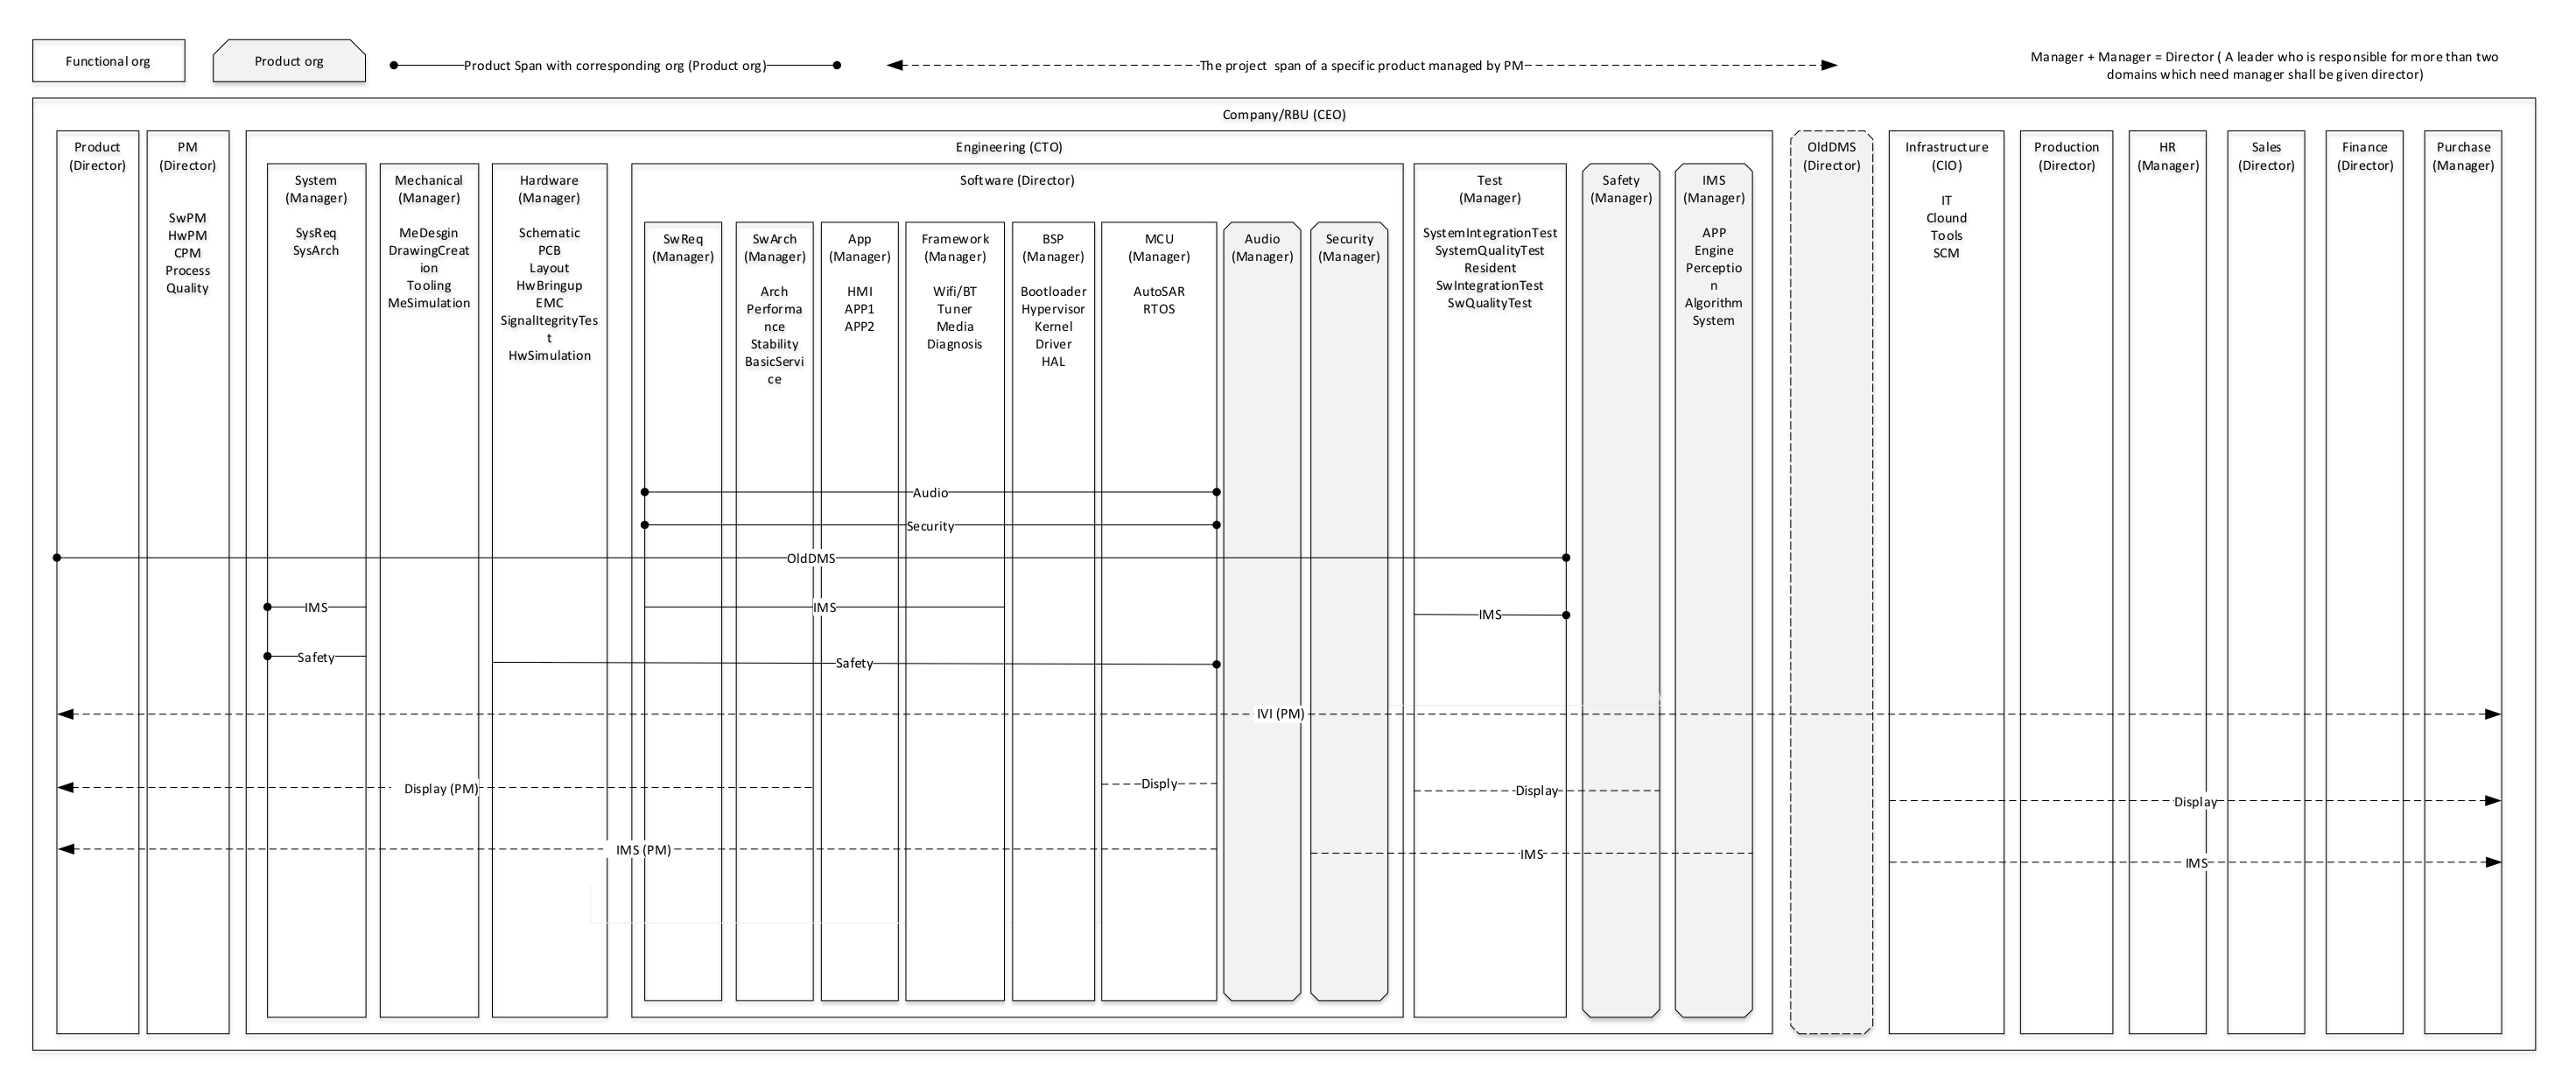 Functional org
Product org
Product Span with corresponding org (Product org)
The project span of a specific product managed by PM
Manager + Manager = Director ( A leader who is responsible for more than two
domains which need manager shall be given director)
Company/RBU (CEO)
Product
(Director)
PM
(Director)
SwPM
HwPM
CPM
Process
Quality
Engineering (CTO)
System
(Manager)
SysReq
SysArch
Mechanical
(Manager)
MeDesgin
DrawingCreat
ion
Tooling
MeSimulation
Hardware
(Manager)
Schematic
PCB
Layout
HwBringup
EMC
SignalItegrityTes
t
HwSimulation
Software (Director)
SwReq
(Manager)
SwArch
(Manager)
Arch
Performa
nce
Stability
BasicServi
ce
App
(Manager)
HMI
APP1
APP2
Framework
(Manager)
Wifi/BT
Tuner
Media
Diagnosis
BSP
(Manager)
Bootloader
Hypervisor
Kernel
Driver
HAL
MCU
(Manager)
AutoSAR
RTOS
Audio
(Manager)
Security
(Manager)
Test
(Manager)
SystemIntegrationTest
SystemQualityTest
Resident
SwIntegrationTest
SwQualityTest
Safety
(Manager)
IMS
(Manager)
APP
Engine
Perceptio
n
Algorithm
System
OldDMS
(Director)
Infrastructure
(CIO)
IT
Clound
Tools
SCM
Production
(Director)
HR
(Manager)
Sales
(Director)
Finance
(Director)
Purchase
(Manager)
Audio
Security
OldDMS
IMS
IMS
IMS
Safety
Safety
IVI (PM)
Display (PM)
Disply
Display
Display
IMS (PM)
IMS
IMS